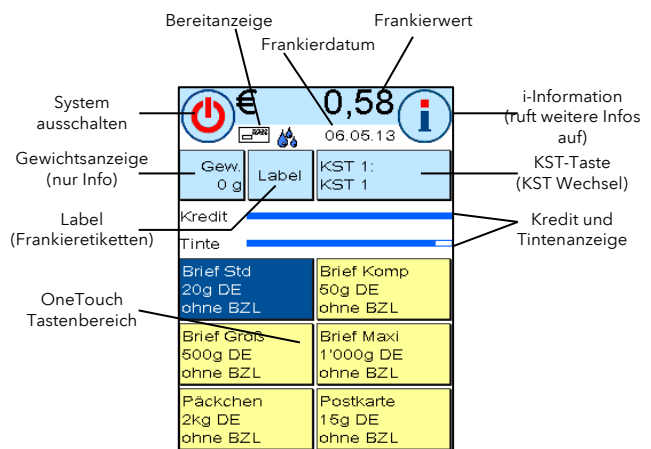 Bereitanzeige
Frankierwert
Frankierdatum
System
ausschalten
€ 0,58
i
i-Information
(ruft weitere Infos
auf)
06.05.13
Gewichtsanzeige
(nur Info)
Gew.
0 g
Label
KST 1:
KST 1
KST-Taste
(KST Wechsel)
Label
(Frankieretiketten)
Kredit
Tinte
Kredit und
Tintenanzeige
OneTouch
Tastenbereich
Brief Std
20g DE
ohne BZL
Brief Komp
50g DE
ohne BZL
Brief Groß
500g DE
ohne BZL
Brief Maxi
1'000g DE
ohne BZL
Päckchen
2kg DE
ohne BZL
Postkarte
15g DE
ohne BZL